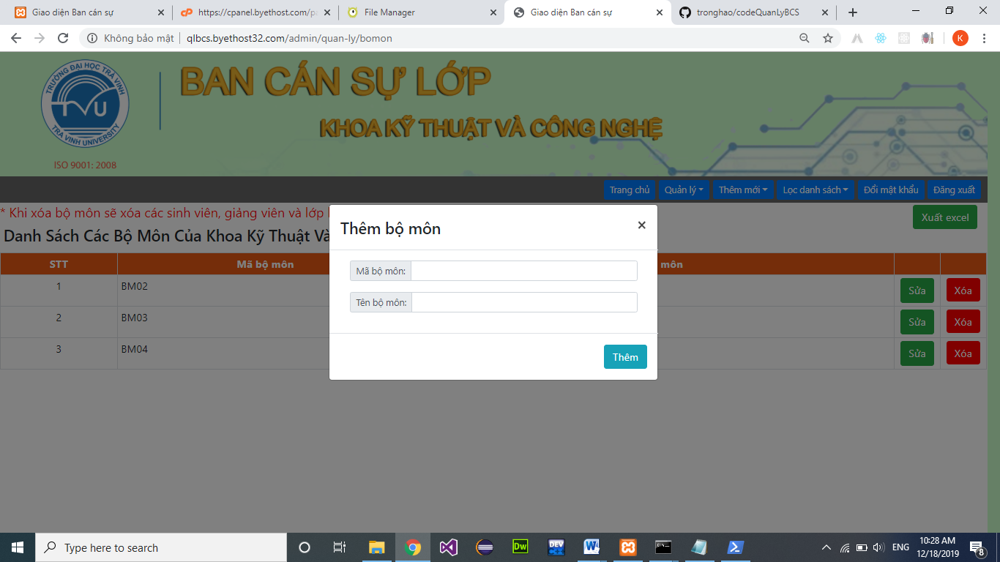 Giao diện Ban cán sự
https://cpanel.byethost.com/pa
File Manager
Giao diện Ban cán sự
tronghao/codeQuanLyBCS
Không bảo mật
qlbcs.byethost32.com/admin/quan-ly/bomon
K
TRƯỜNG ĐẠI HỌC TRÀ VINH
TVU
TRA VINH UNIVERSITY
ISO 9001: 2008
BAN CÁN SỰ LỚP
KHOA KỸ THUẬT VÀ CÔNG NGHỆ
Trang chủ Quản lý Thêm mới Lọc danh sách Đổi mật khẩu Đăng xuất
* Khi xóa bộ môn sẽ xóa các sinh viên, giảng viên và lớp
Xuất excel
Danh Sách Các Bộ Môn Của Khoa Kỹ Thuật Và
STT Mã bộ môn môn
1 BM02 Sửa Xóa
2 BM03 Sửa Xóa
3 BM04 Sửa Xóa
Thêm bộ môn ×
Mã bộ môn:
Tên bộ môn:
Thêm
Type here to search
Dw
DEV
ENG
10:28 AM
12/18/2019
8